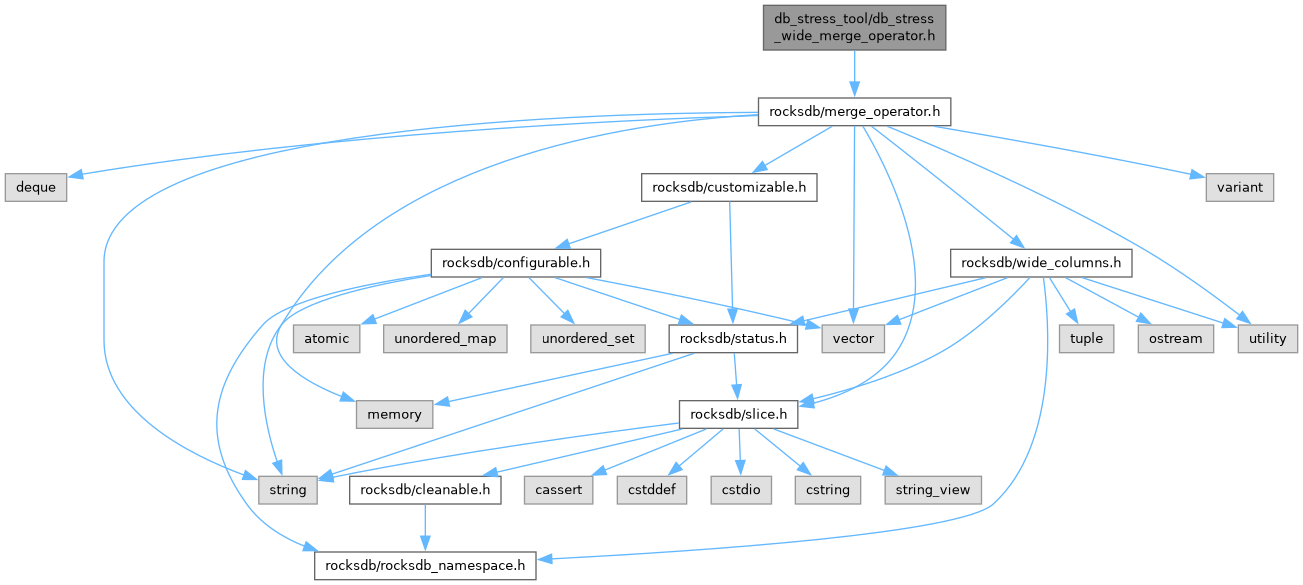 db_stress_tool/db_stress
_wide_merge_operator.h
rocksdb/merge_operator.h
deque
rocksdb/customizable.h
variant
rocksdb/configurable.h
rocksdb/wide_columns.h
atomic
unordered_map
unordered_set
rocksdb/status.h
vector
tuple
ostream
utility
memory
rocksdb/slice.h
string
rocksdb/cleanable.h
cassert
cstddef
cstdio
cstring
string_view
rocksdb/rocksdb_namespace.h